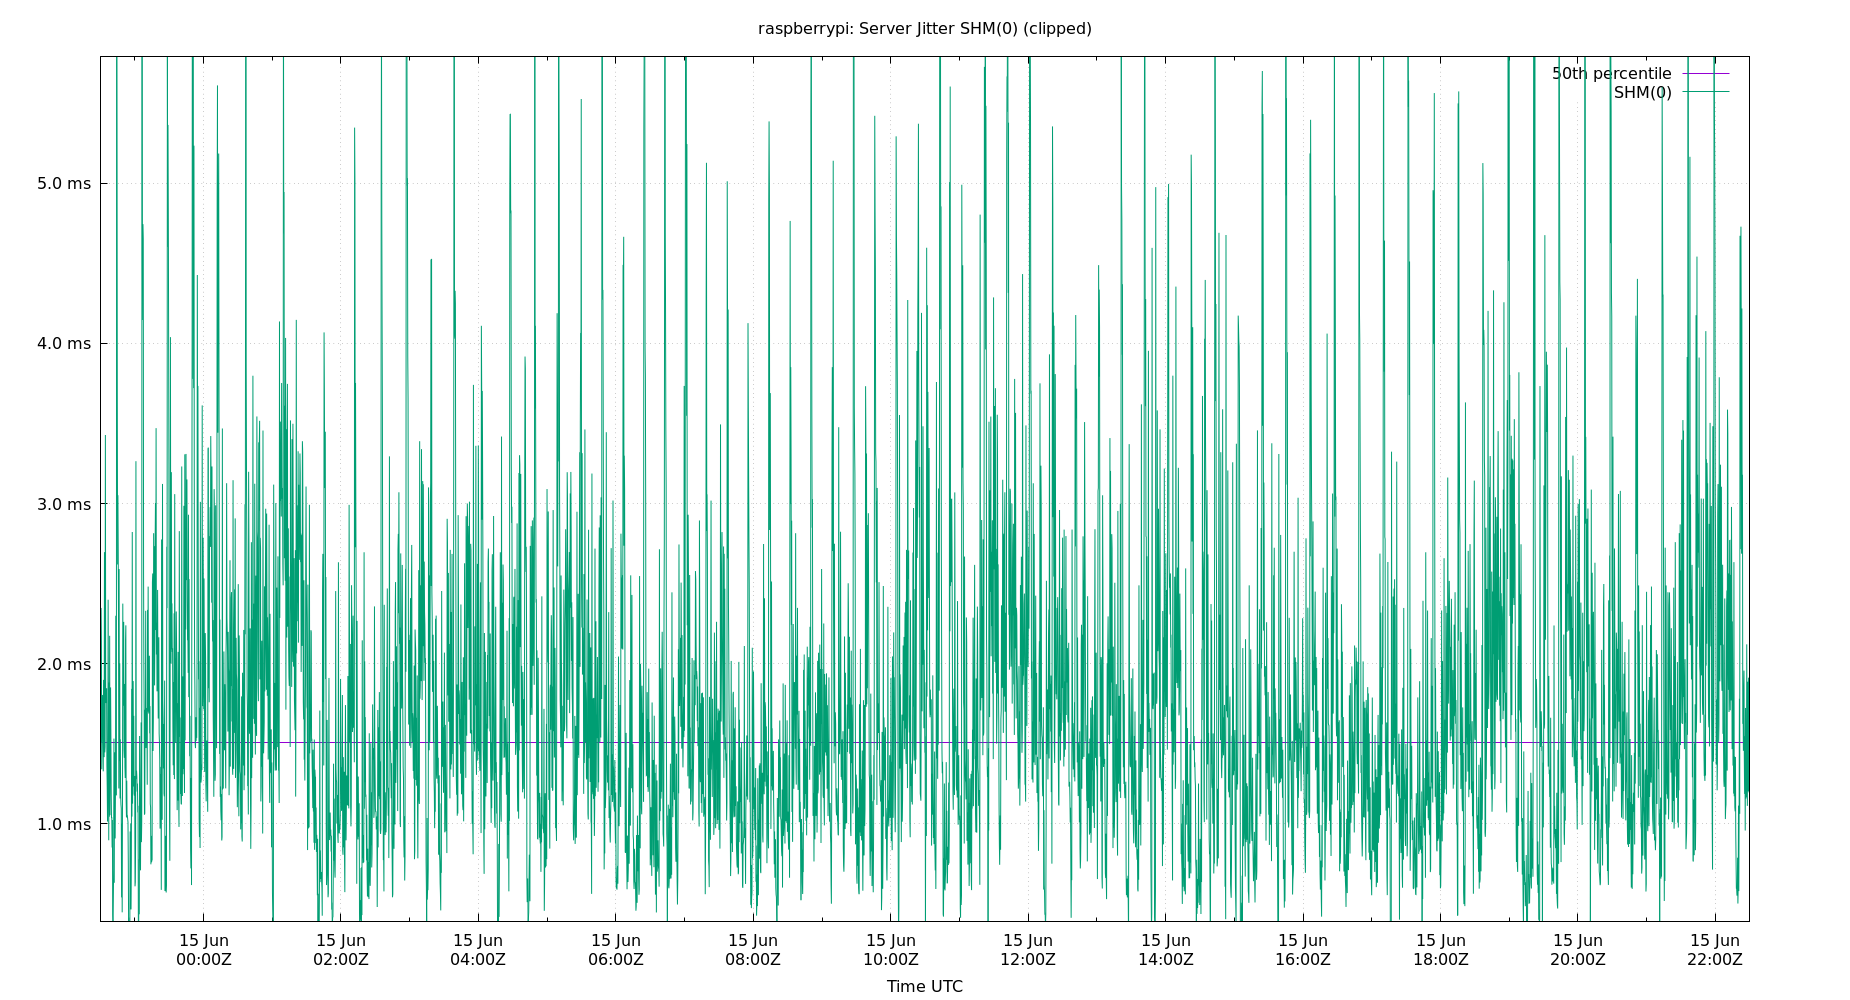 raspberrypi: Server Jitter SHM(0) (clipped)
50th percentile
SHM(0)
5.0 ms
4.0 ms
3.0 ms
2.0 ms
1.0 ms
15 Jun 15 Jun 15 Jun 15 Jun 15 Jun 15 Jun 15 Jun 15 Jun 15 Jun 15 Jun 15 Jun 15 Jun
00:00Z 02:00Z 04:00Z 06:00Z 08:00Z 10:00Z 12:00Z 14:00Z 16:00Z 18:00Z 20:00Z 22:00Z
Time UTC